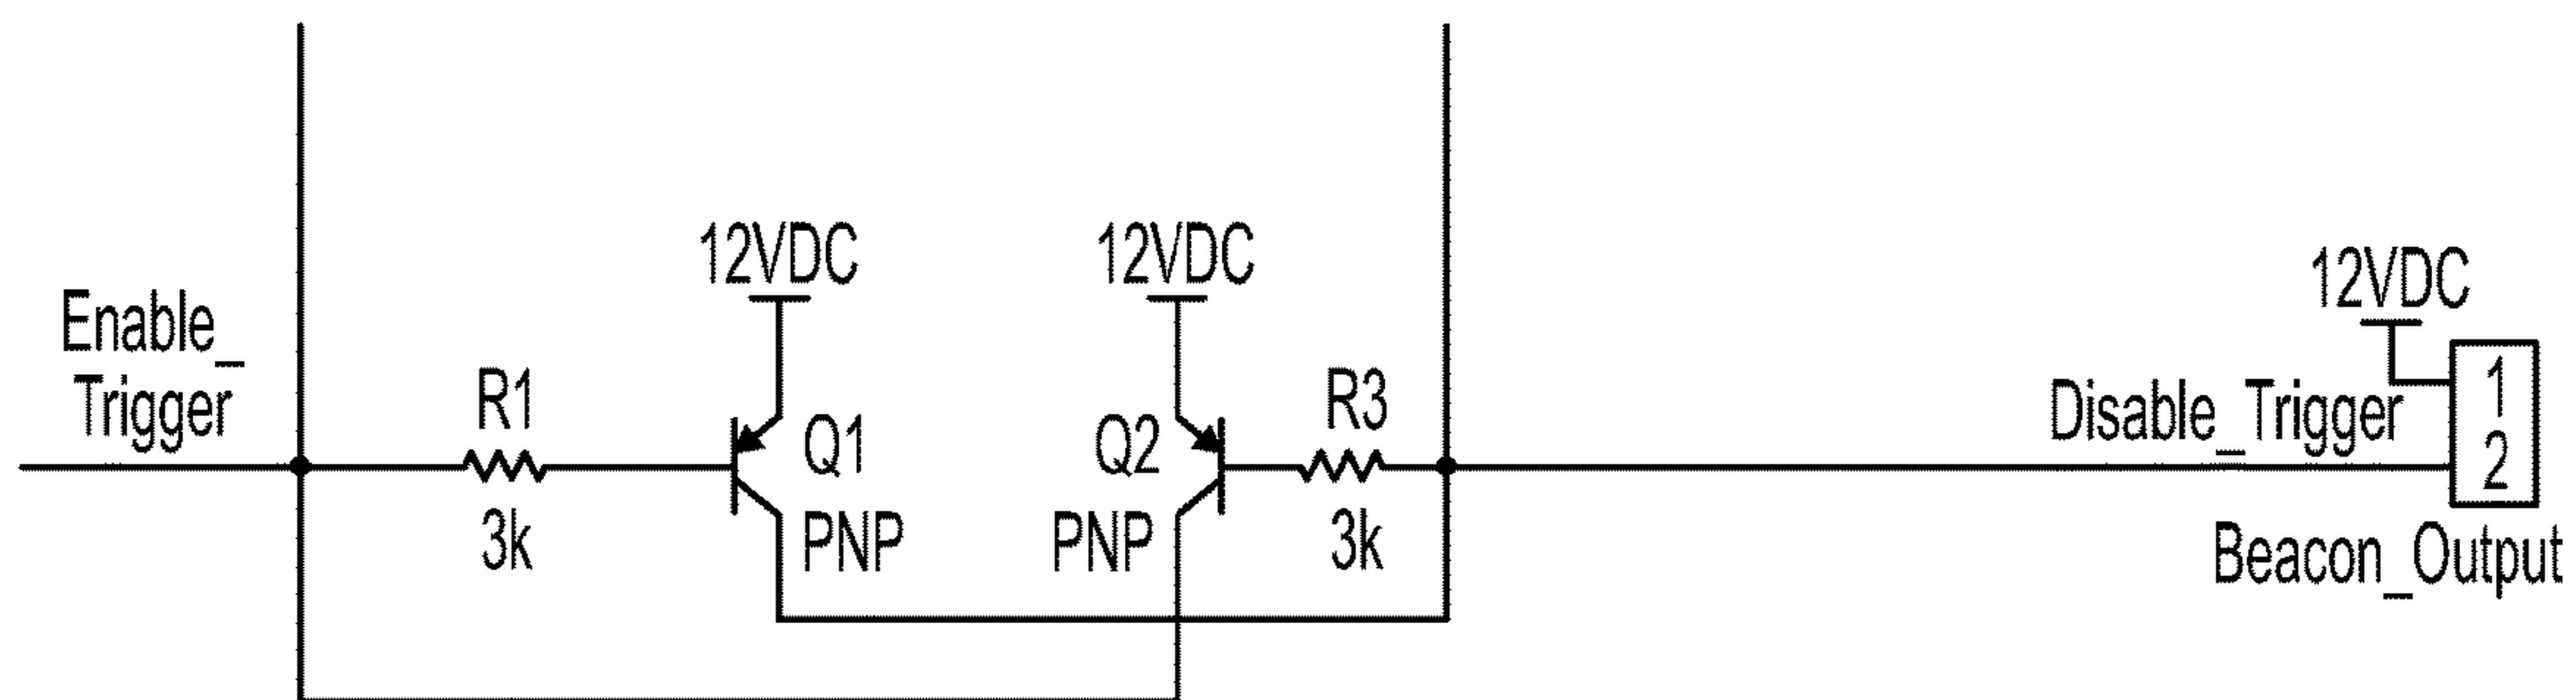 12VDC
12VDC
12VDC
Enable_
Trigger
R1
3k
Q1
PNP
Q2
PNP
R3
3k
Disable_Trigger
1
2
Beacon_Output